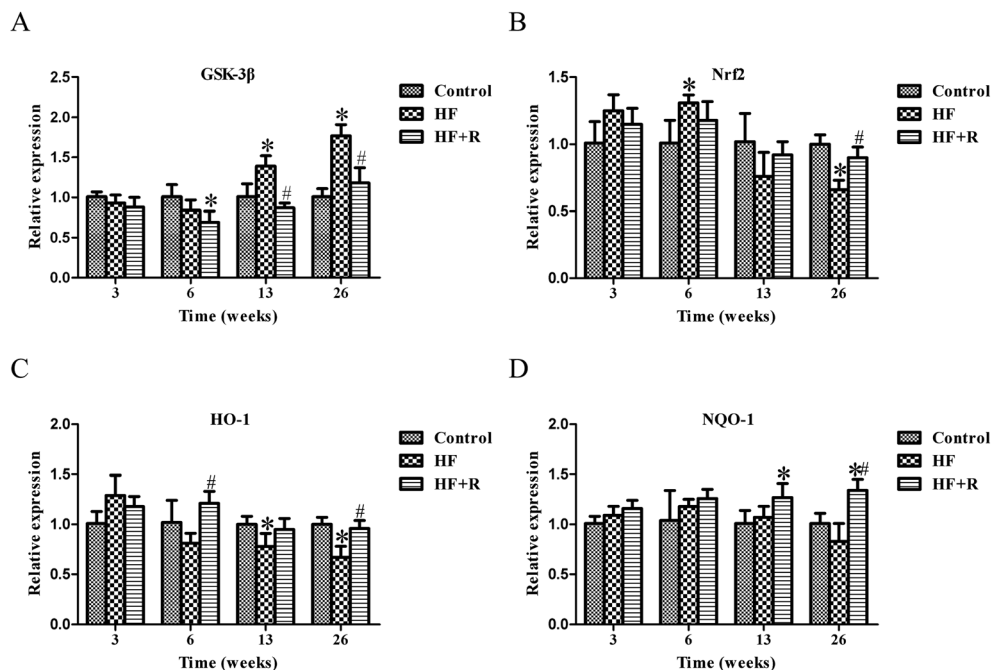 A
GSK-3β
Relative expression
2.5
2.0
1.5
1.0
0.5
0.0
* * * # #
3 6 13 26
Time (weeks)
Control
HF
HF+R
B
Nrf2
Relative expression
1.5
1.0
0.5
0.0
* * #
3 6 13 26
Time (weeks)
Control
HF
HF+R
C
HO-1
Relative expression
2.0
1.5
1.0
0.5
0.0
# * * #
3 6 13 26
Time (weeks)
Control
HF
HF+R
D
NQO-1
Relative expression
2.0
1.5
1.0
0.5
0.0
* *#
3 6 13 26
Time (weeks)
Control
HF
HF+R